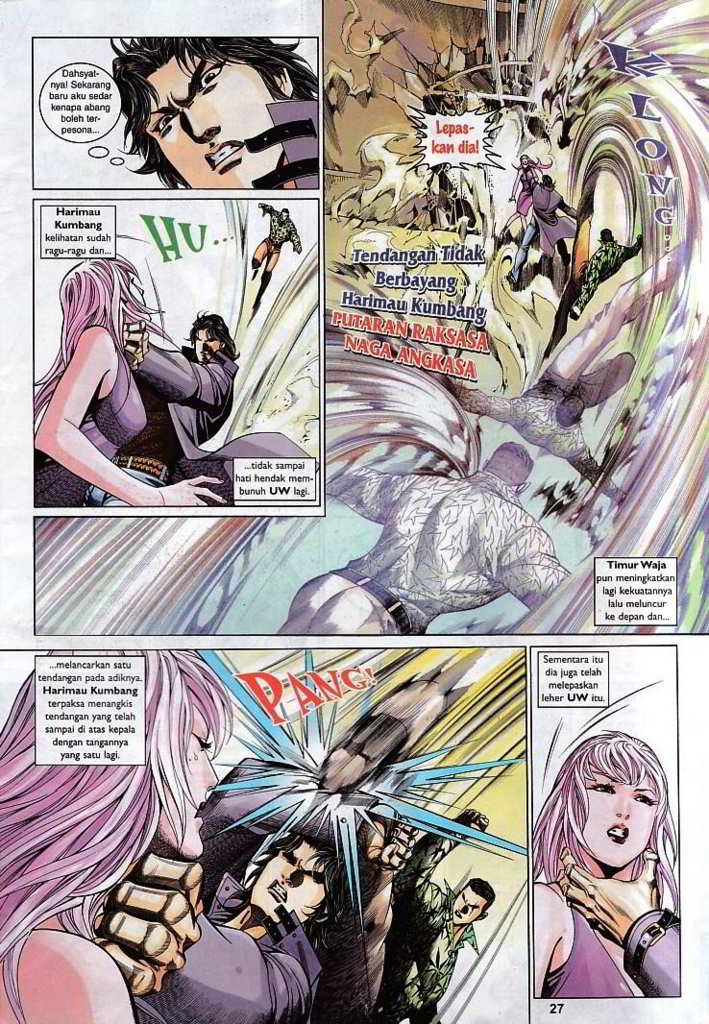 Dahsyat-
nya! Sekarang
baru aku sedar
kenapa abang
boleh ter-
pesona...
Harimau
Kumbang
kelihatan sudah
ragu-ragu dan...
HU...
...tidak sampai
hati hendak mem-
bunuh UW lagi.
KLONG...
Lepas-
kan dia!
Tendangan Tidak
Berbayang
Harimau Kumbang
PUTARAN RAKSASA
NAGA ANGKASA
Timur Waja
pun meningkatkan
lagi kekuatannya
lalu meluncur
ke depan dan...
...melancarkan satu
tendangan pada adiknya.
Harimau Kumbang
terpaksa menangkis
tendangan yang telah
sampai di atas kepala
dengan tangannya
yang satu lagi.
PANG!
Sementara itu
dia juga telah
melepaskan
leher UW itu.
27